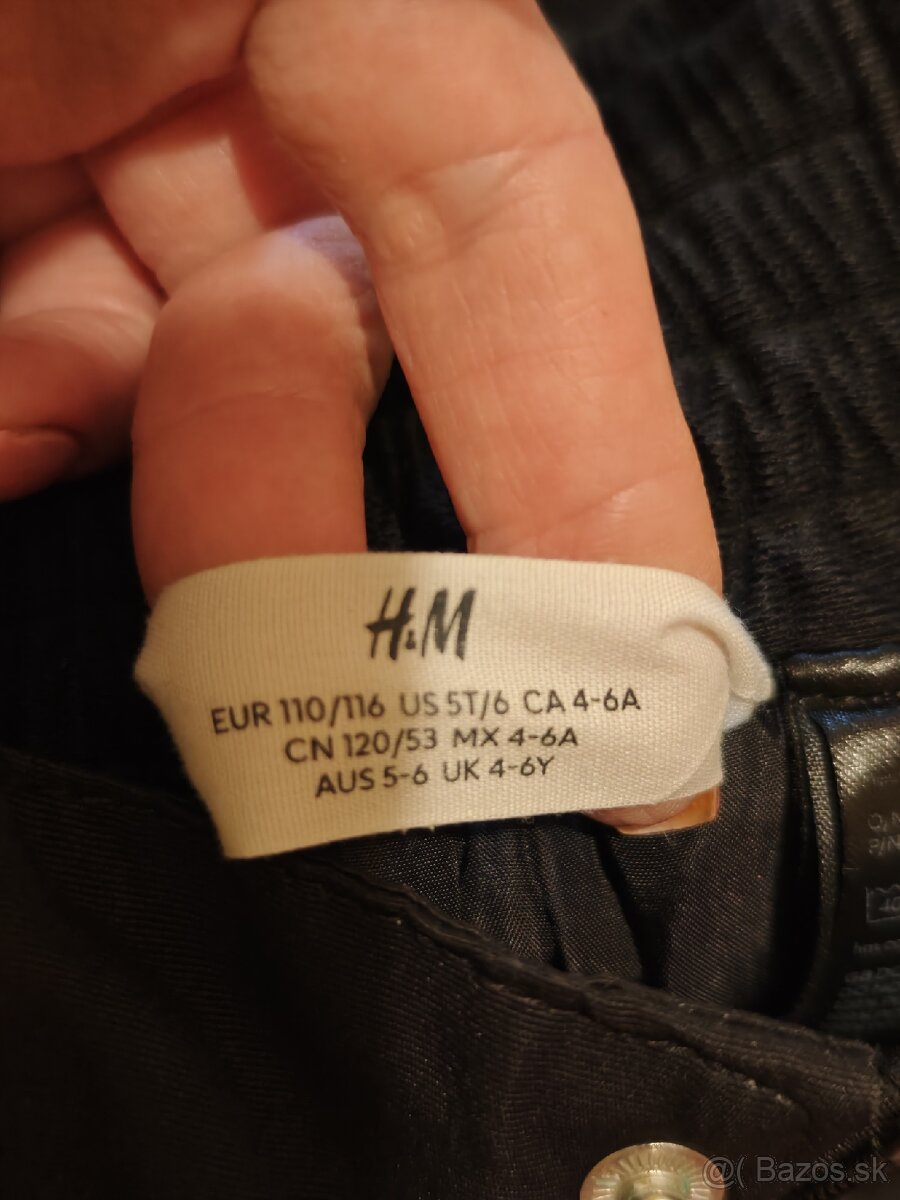 H&M
EUR 110/116 US 5T/6 CA 4-6A
CN 120/53 MX 4-6A
AUS 5-6 UK 4-6Y
40
@( Bazos.sk